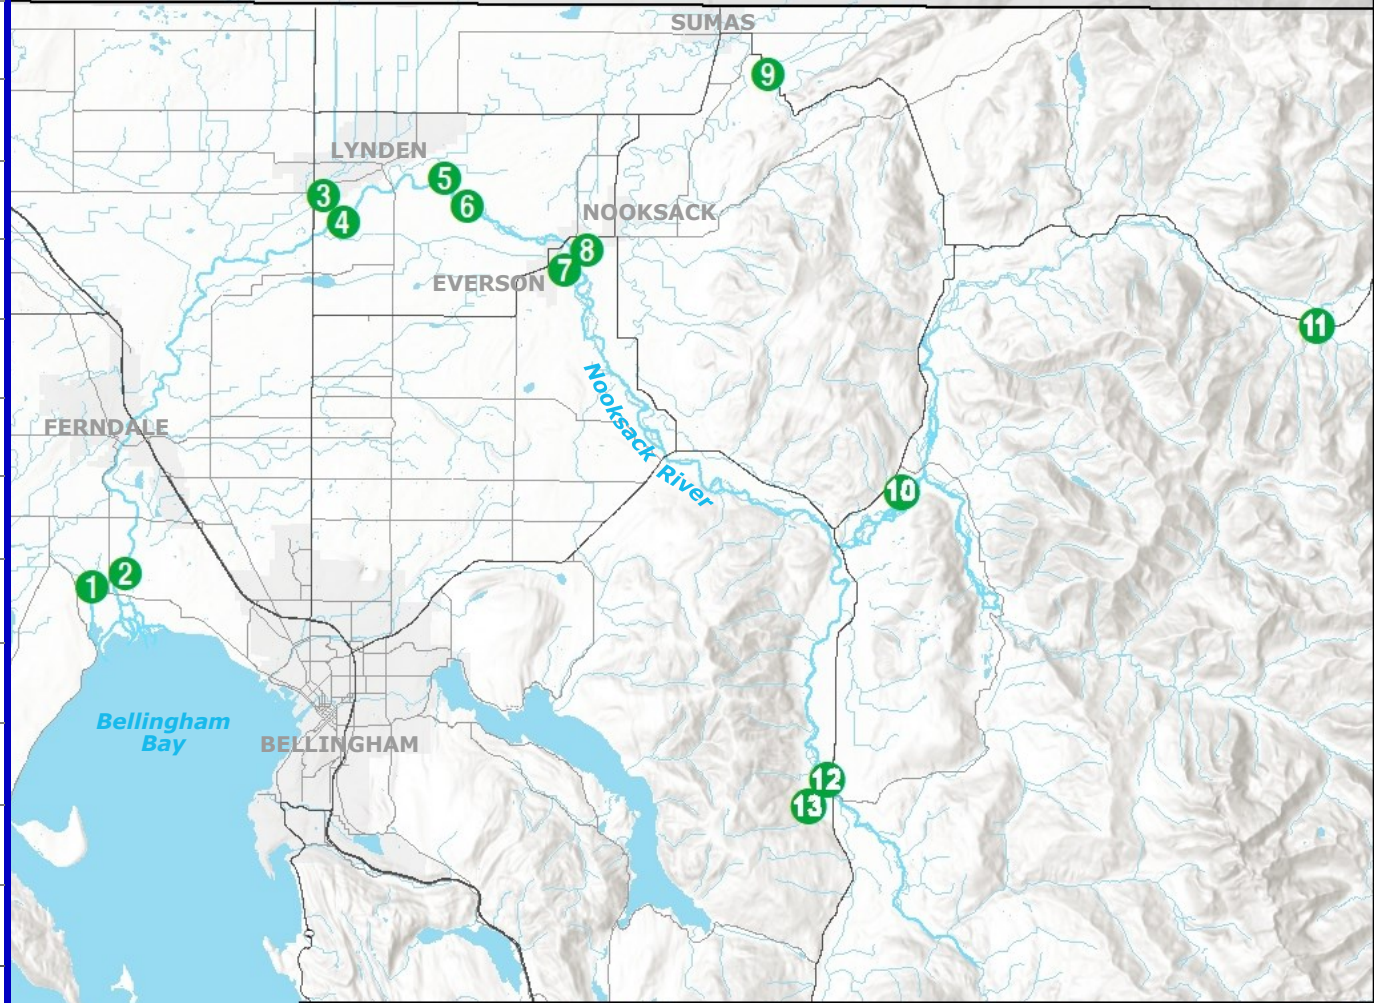 SUMAS
9
LYNDEN
5
3
6
4
NOOKSACK
8
7
EVERSON
11
Nooksack River
FERNDALE
10
2
1
Bellingham
Bay
BELLINGHAM
12
13